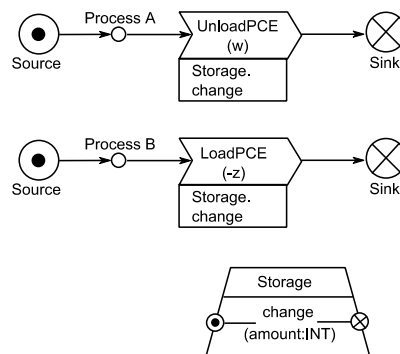 Process A
UnloadPCE
(w)
Storage.
change
Source
Sink
Process B
LoadPCE
(-z)
Storage.
change
Source
Sink
Storage
change
(amount:INT)